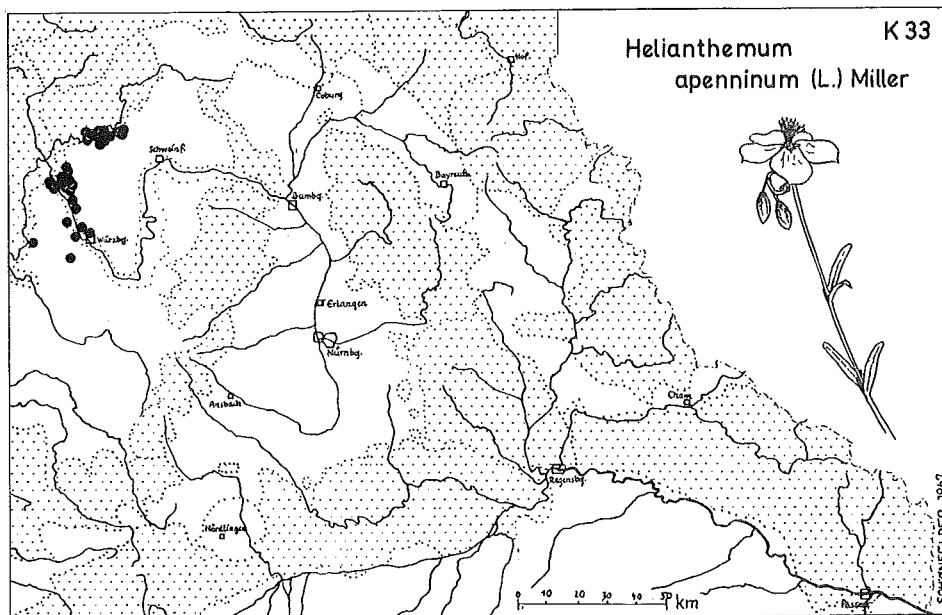 K 33
Helianthemum
apenninum (L.) Miller
Hof
Coburg
Schweinf.
Bambg.
Bayreuth
Würzbg.
Erlangen
Nürnbg.
Ansbach
Cham
Regensbg.
Nördlingen
Passau
0 10 20 30 40 50 km